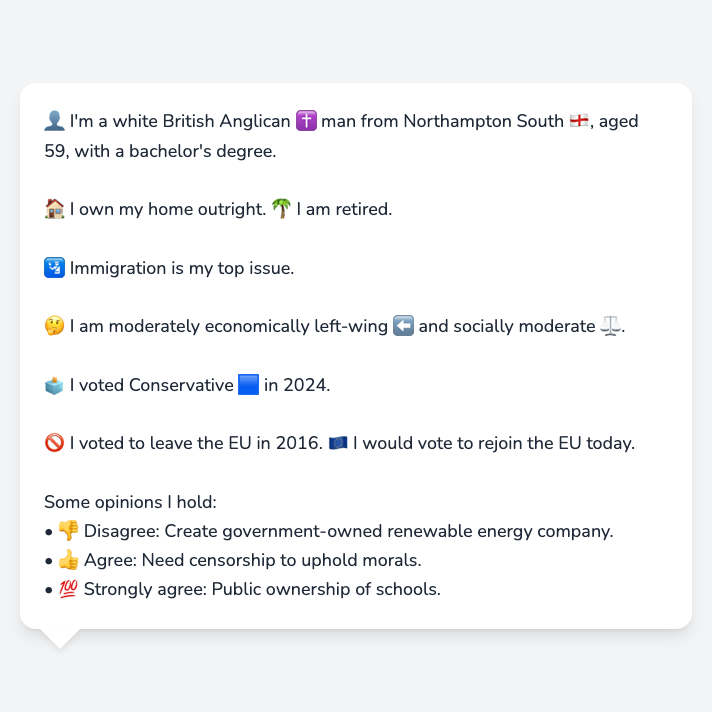 👤 I'm a white British Anglican ✝️ man from Northampton South 🏴󠁧󠁢󠁥󠁮󠁧󠁿, aged
59, with a bachelor's degree.
🏠 I own my home outright. 🌴 I am retired.
🛂 Immigration is my top issue.
🤔 I am moderately economically left-wing ⬅️ and socially moderate ⚖️.
🗳️ I voted Conservative 🟦 in 2024.
🚫 I voted to leave the EU in 2016. 🇪🇺 I would vote to rejoin the EU today.
Some opinions I hold:
• 👎 Disagree: Create government-owned renewable energy company.
• 👍 Agree: Need censorship to uphold morals.
• 💯 Strongly agree: Public ownership of schools.